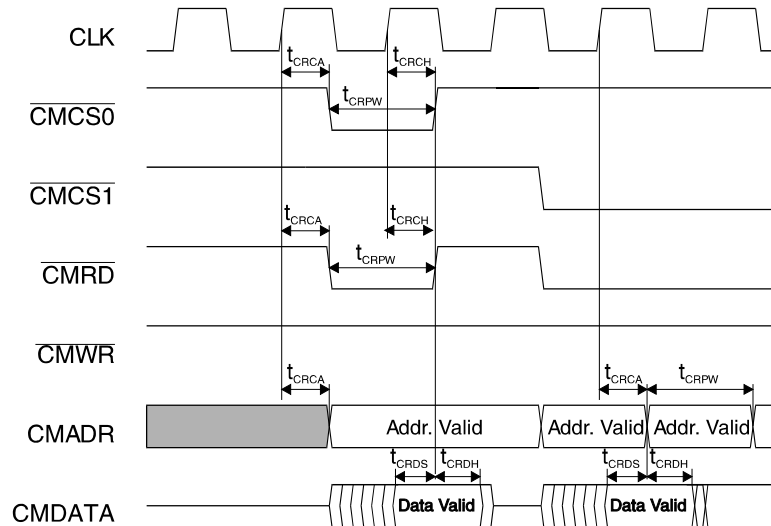 CLK
tCRCA tCRCH
CMCS0
tCRPW
CMCS1
tCRCA tCRCH
CMRD
tCRPW
CMWR
tCRCA tCRCA tCRPW
CMADR Addr. Valid Addr. Valid Addr. Valid
tCRDS tCRDH tCRDS tCRDH
CMDATA Data Valid Data Valid